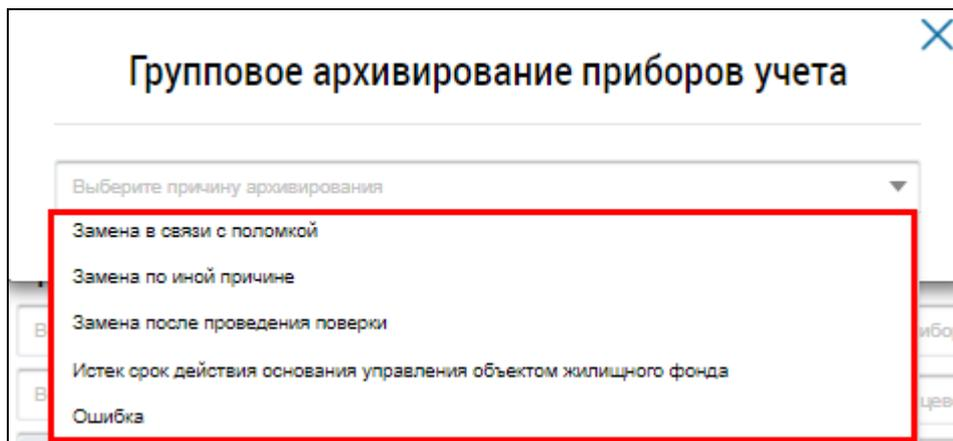 Групповое архивирование приборов учета
Выберите причину архивирования
Замена в связи с поломкой
Замена по иной причине
Замена после проведения поверки
Истек срок действия основания управления объектом жилищного фонда
Ошибка